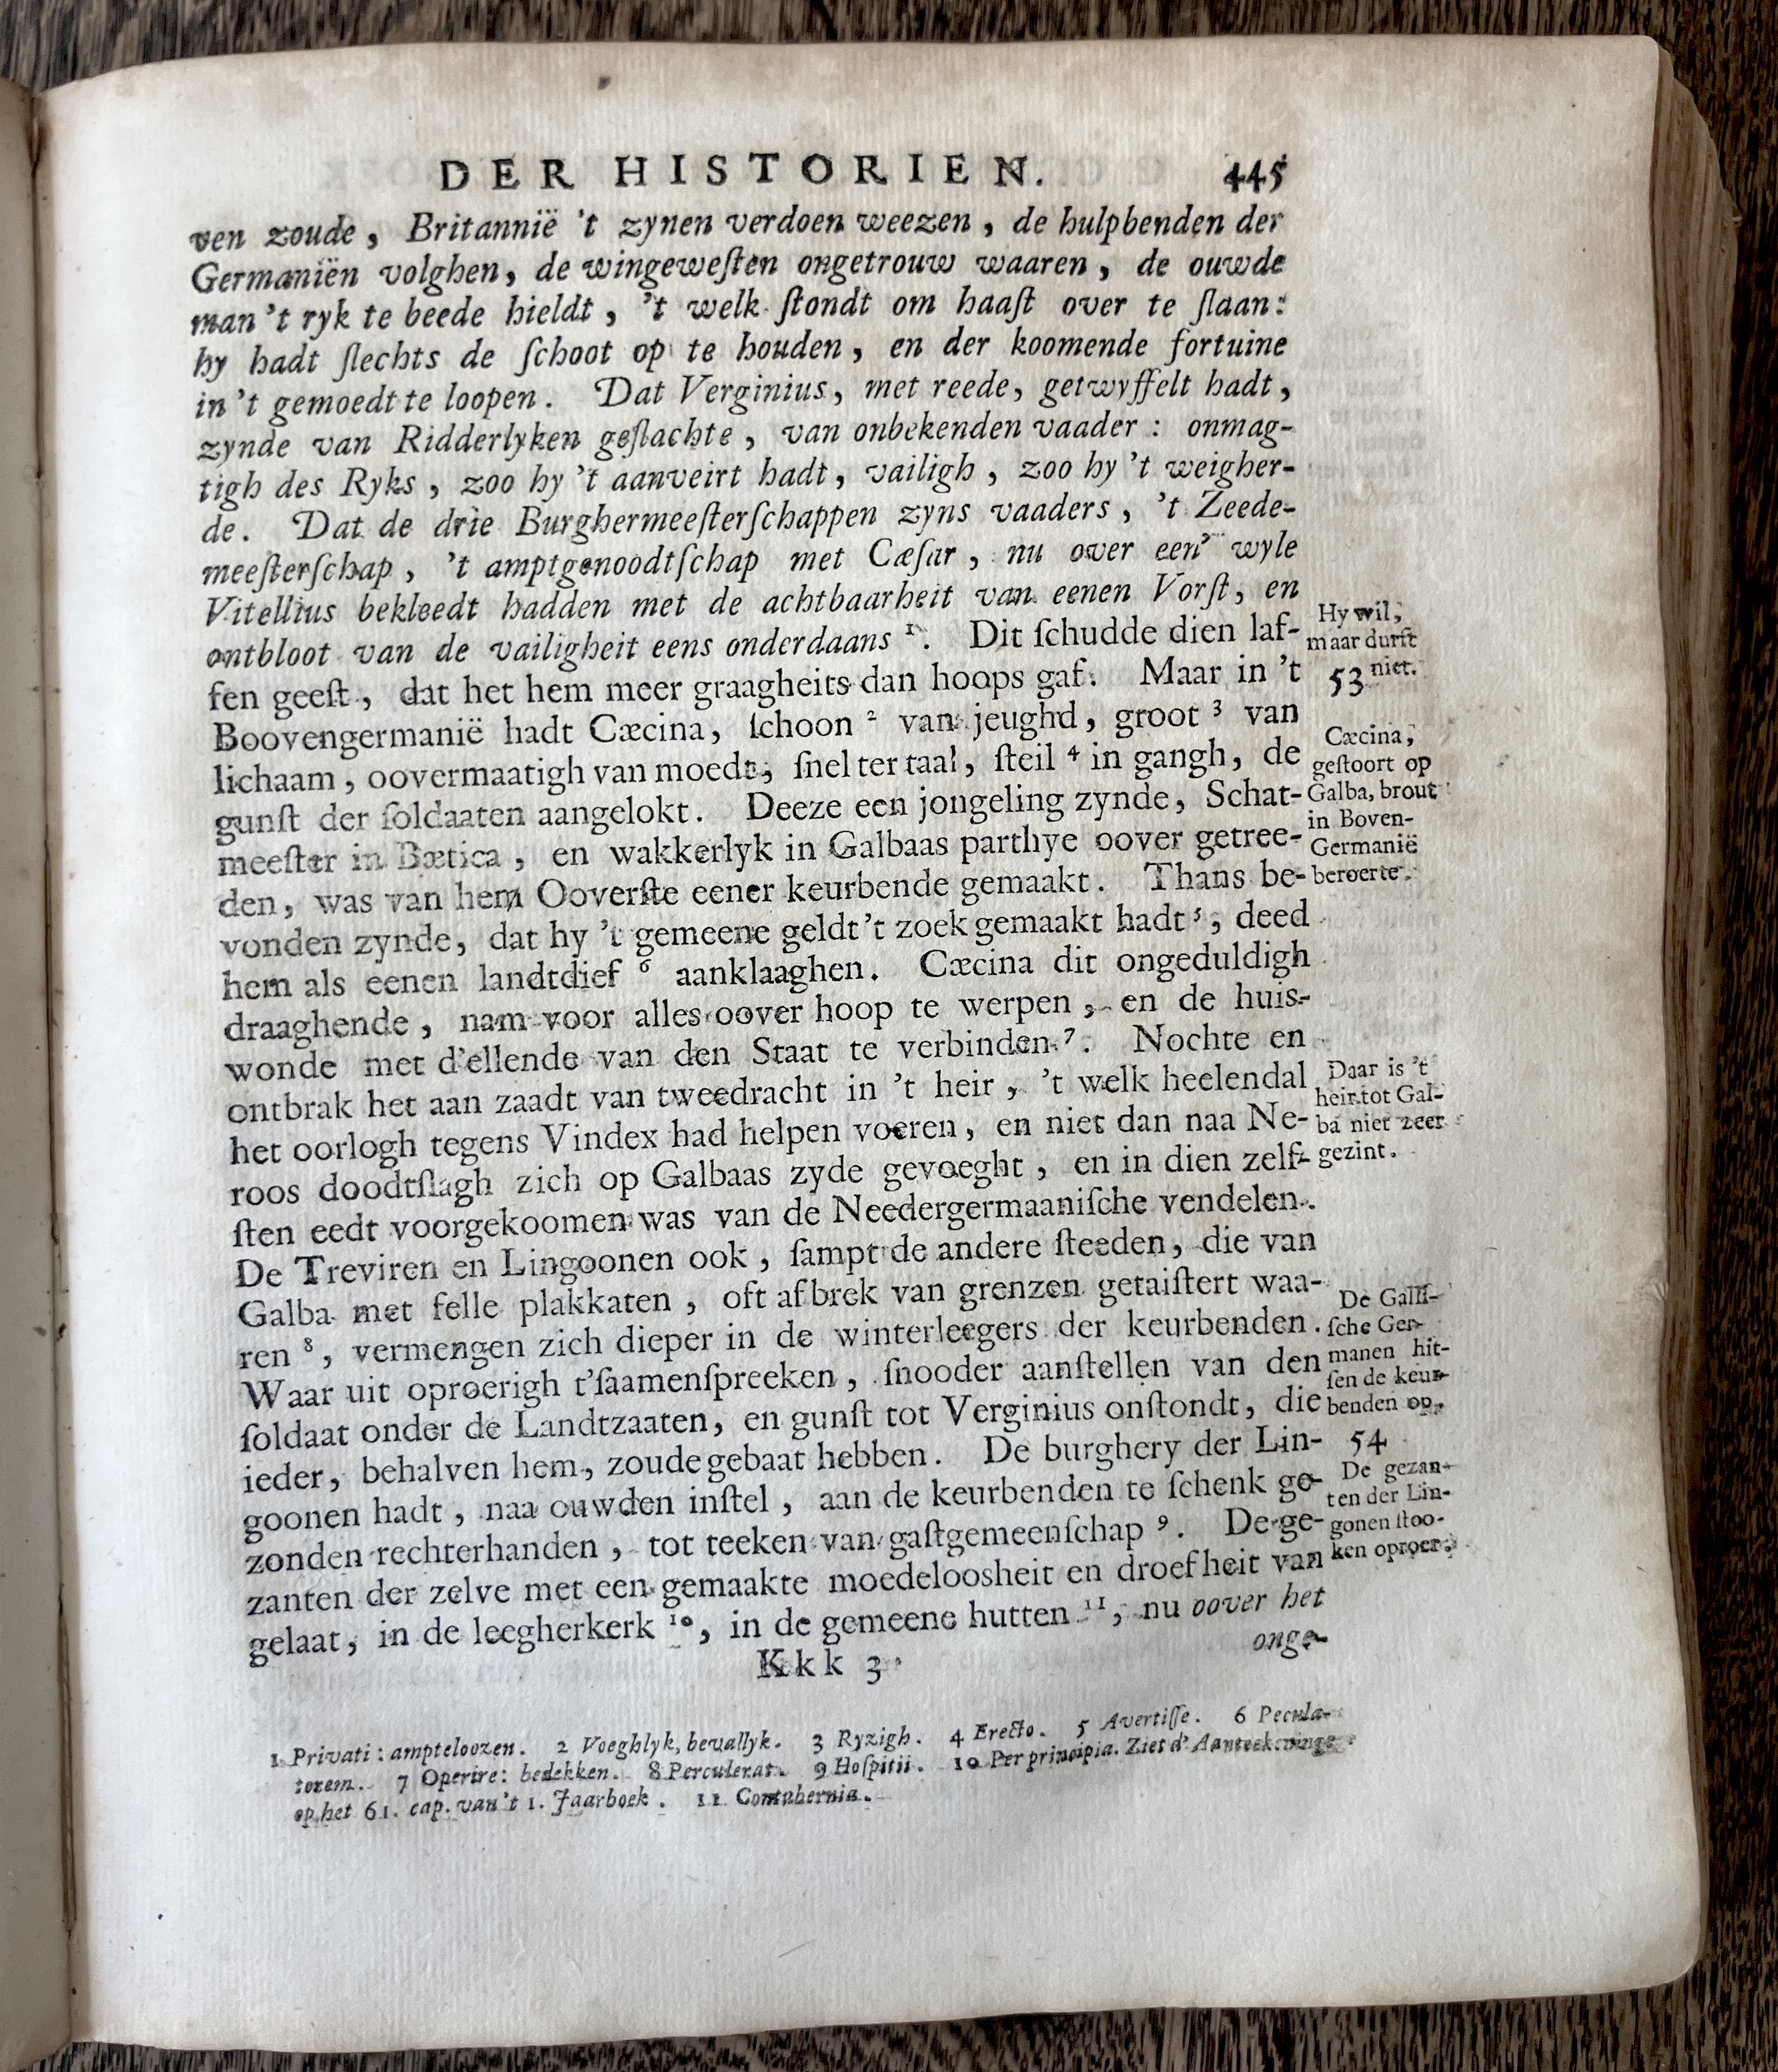 DER HISTORIEN. 445
ven zoude, Britannië 't zynen verdoen weezen, de hulpbenden der
Germaniën volghen, de wingeweſten ongetrouw waaren, de ouwde
man 't ryk te beede hieldt, 't welk ſtondt om haaſt over te ſlaan:
hy hadt ſlechts de ſchoot op te houden, en der koomende fortuine
in 't gemoedt te loopen. Dat Verginius, met reede, getwyffelt hadt,
zynde van Ridderlyken geſlachte, van onbekenden vaader: onmag-
tigh des Ryks, zoo hy 't aanveirt hadt, vailigh, zoo hy 't weigher-
de. Dat de drie Burghermeeſterſchappen zyns vaaders, 't Zeede-
meeſterſchap, 't amptgenoodtſchap met Cæſar, nu over een' wyle
Vitellius bekleedt hadden met de achtbaarheit van eenen Vorſt, en
ontbloot van de vailigheit eens onderdaans ¹. Dit ſchudde dien laf-
fen geeſt, dat het hem meer graagheits dan hoops gaf. Maar in 't
Boovengermanië hadt Cæcina, ſchoon ² van jeughd, groot ³ van
lichaam, oovermaatigh van moedt, ſnel ter taal, ſteil ⁴ in gangh, de
gunſt der ſoldaaten aangelokt. Deeze een jongeling zynde, Schat-
meeſter in Bætica, en wakkerlyk in Galbaas parthye oover getree-
den, was van hem Ooverſte eener keurbende gemaakt. Thans be-
vonden zynde, dat hy 't gemeene geldt 't zoek gemaakt hadt ⁵, deed
hem als eenen landtdief ⁶ aanklaaghen. Cæcina dit ongeduldigh
draaghende, nam voor alles oover hoop te werpen, en de huis-
wonde met d'ellende van den Staat te verbinden ⁷. Nochte en
ontbrak het aan zaadt van tweedracht in 't heir, 't welk heelendal
het oorlogh tegens Vindex had helpen voeren, en niet dan naa Ne-
roos doodtſlagh zich op Galbaas zyde gevoeght, en in dien zelf-
ſten eedt voorgekoomen was van de Needergermaaniſche vendelen.
De Treviren en Lingoonen ook, ſampt de andere ſteeden, die van
Galba met felle plakkaten, oft afbrek van grenzen getaiſtert waa-
ren ⁸, vermengen zich dieper in de winterleegers der keurbenden.
Waar uit oproerigh t'ſaamenſpreeken, ſnooder aanſtellen van den
ſoldaat onder de Landtzaaten, en gunſt tot Verginius onſtondt, die
ieder, behalven hem, zoude gebaat hebben. De burghery der Lin-
goonen hadt, naa ouwden inſtel, aan de keurbenden te ſchenk ge-
zonden rechterhanden, tot teeken van gaſtgemeenſchap ⁹. De ge-
zanten der zelve met een gemaakte moedeloosheit en droefheit van
gelaat, in de leegherkerk ¹⁰, in de gemeene hutten ¹¹, nu oover het
Kkk 3
onge-
Hy wil,
maar durft
niet.
53
Cæcina,
geſtoort op
Galba, brout
in Boven-
Germanië
beroerte.
Daar is 't
heir tot Gal-
ba niet zeer
gezint.
De Galli-
ſche Ger-
manen hit-
ſen de keur-
benden op.
54
De gezan-
ten der Lin-
gonen ſtoo-
ken oproer.
1 Privati: ampteloozen. 2 Voeghlyk, bevallyk. 3 Ryzigh. 4 Erecto. 5 Avertiſſe. 6 Pecula-
torem. 7 Operire: bedekken. 8 Perculerat. 9 Hoſpitii. 10 Per principia. Ziet d'Aanteekeninge
op het 61. cap. van 't 1. Jaarboek. 11 Contubernia.